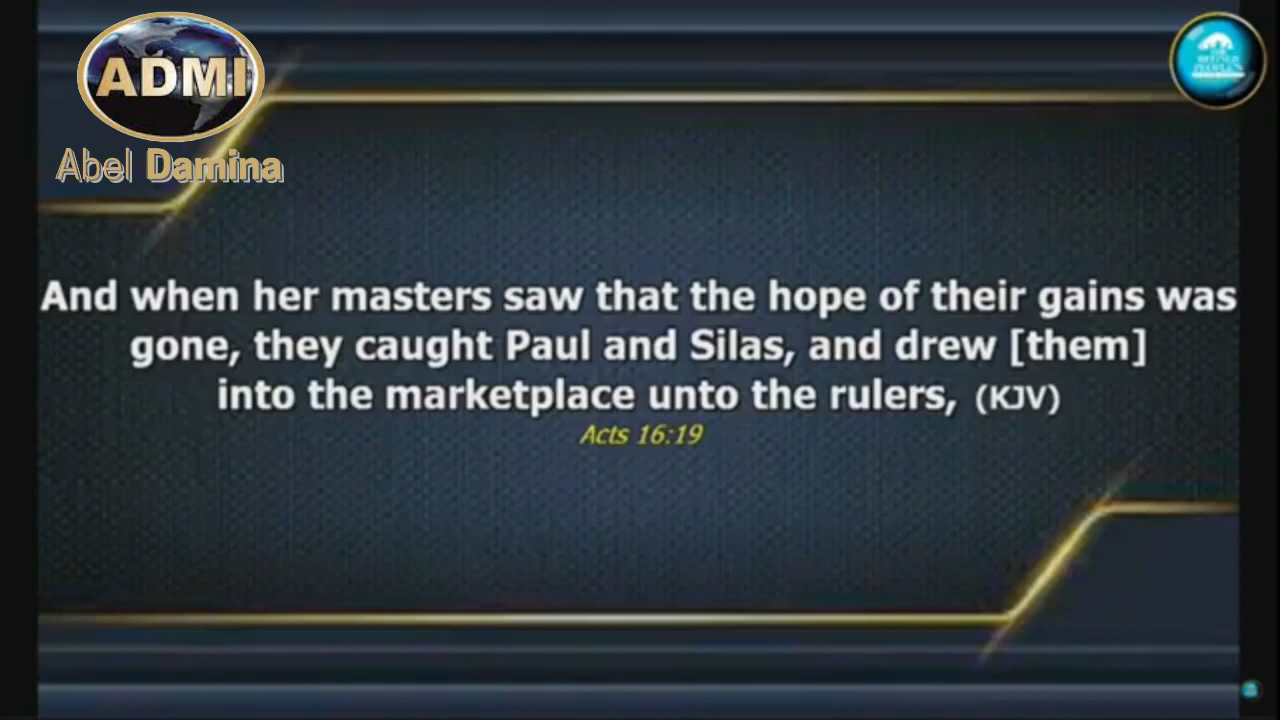 ADMI
Abel Damina
And when her masters saw that the hope of their gains was
gone, they caught Paul and Silas, and drew [them]
into the marketplace unto the rulers, (KJV)
Acts 16:19